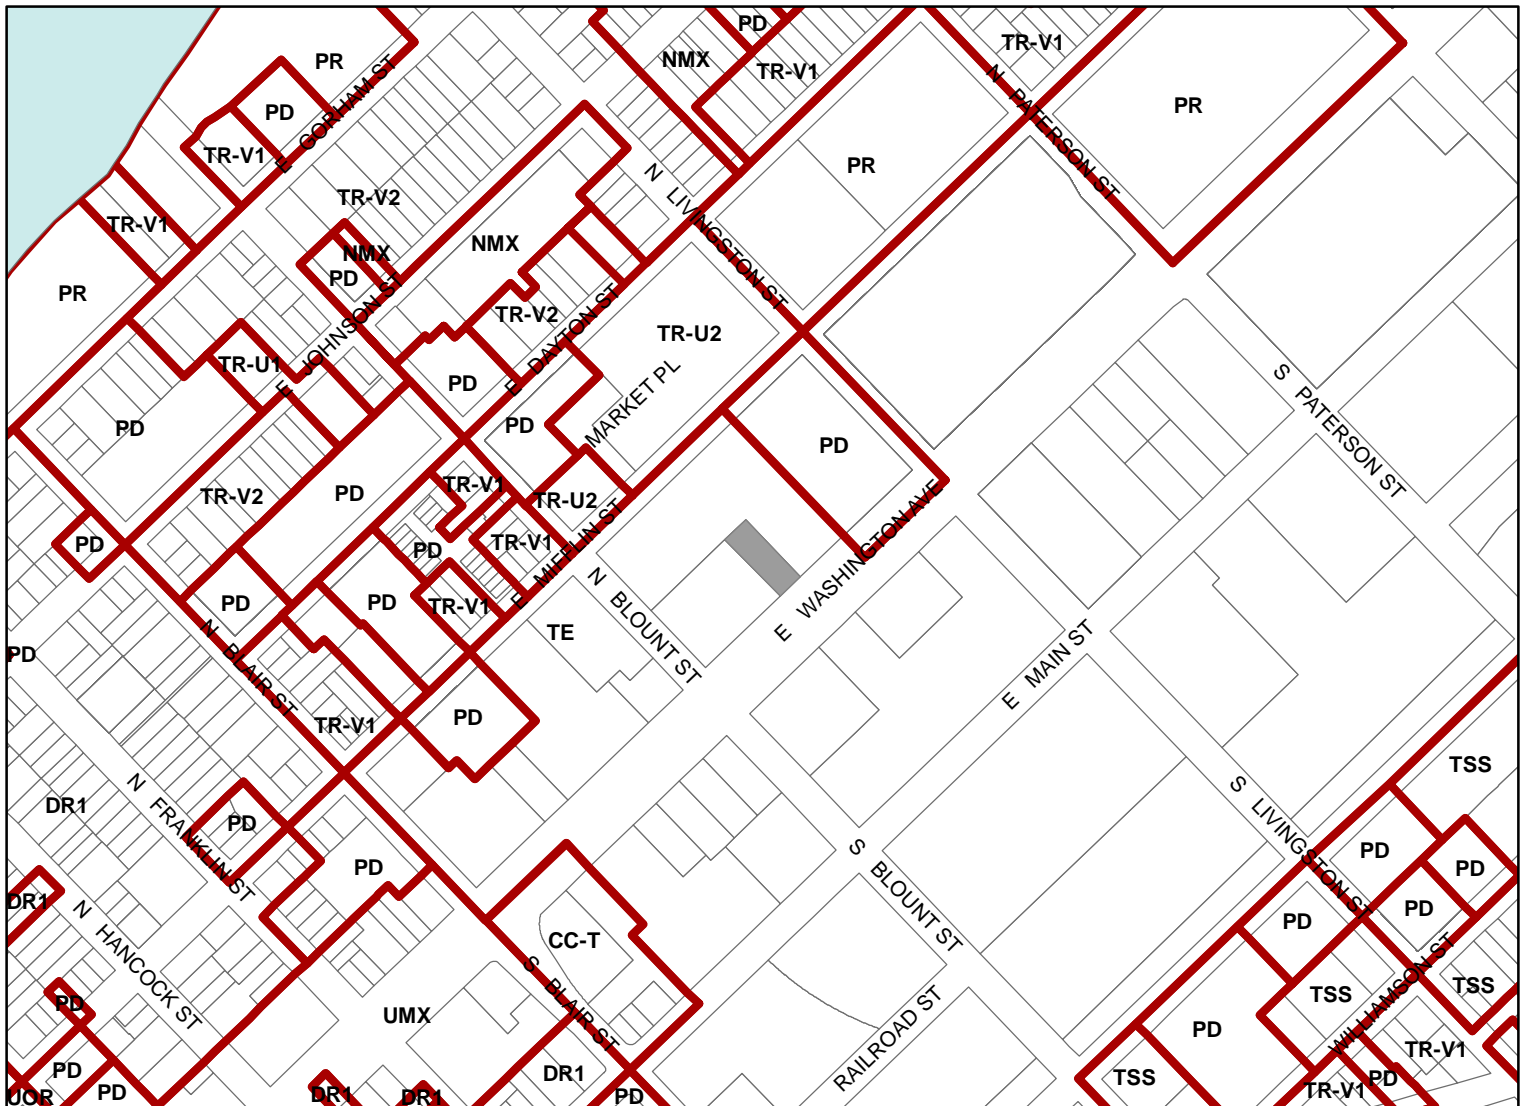 PD
NMX
TR-V1
TR-V1
PR
E GORHAM ST
PD
TR-V1
N PATERSON ST
PR
PR
TR-V2
N LIVINGSTON ST
TR-V1
NMX
NMX
PD
PR
E JOHNSON ST
TR-V2
E DAYTON ST
TR-U2
TR-U1
PD
MARKET PL
S PATERSON ST
PD
PD
PD
TR-V2
PD
TR-V1
TR-U2
E MIFFLIN ST
PD
PD
TR-V1
E WASHINGTON AVE
PD
PD
TR-V1
N BLOUNT ST
TE
PD
N BLAIR ST
E MAIN ST
PD
TR-V1
TSS
N FRANKLIN ST
DR1
PD
S LIVINGSTON ST
PD
PD
PD
S BLOUNT ST
DR1
N HANCOCK ST
PD
PD
CC-T
S BLAIR ST
WILLIAMSON ST
TSS
TSS
PD
UMX
PD
RAILROAD ST
TR-V1
PD
DR1
TSS
PD
TR-V1
PD
UOR
DR1
DR1
PD